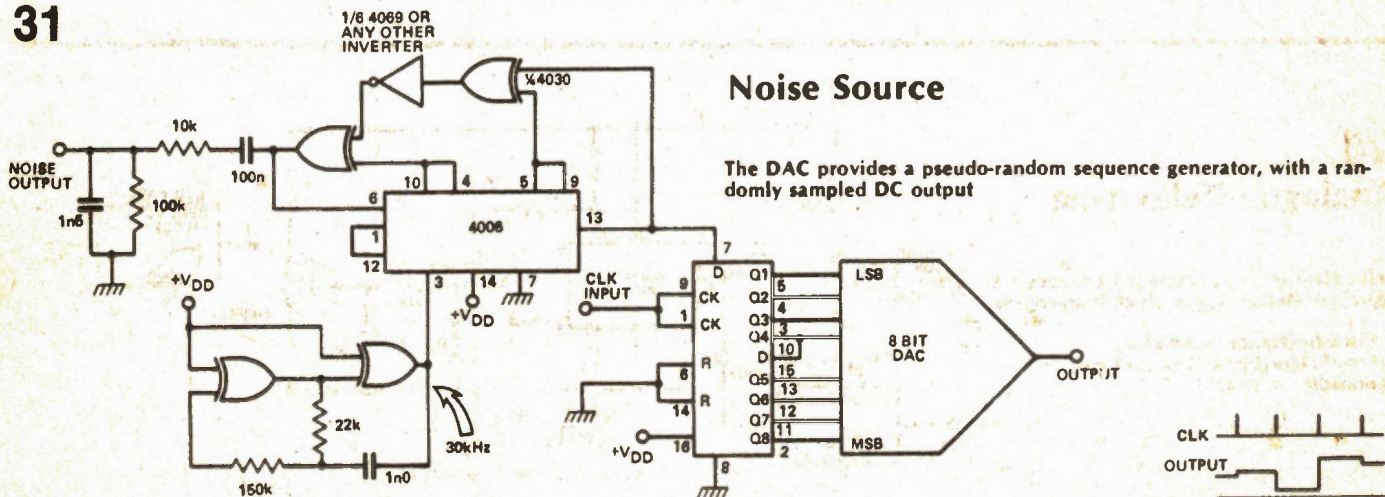 31
1/6 4069 OR
ANY OTHER
INVERTER
¼4030
Noise Source
The DAC provides a pseudo-random sequence generator, with a ran-
domly sampled DC output
10k
NOISE
OUTPUT
100n
1n5
100k
10
4
5
9
6
4006
13
1
12
3
14
7
+VDD
+VDD
22k
30kHz
150k
1n0
7
D
CLK
INPUT
9
CK
1
CK
R
6
R
14
+VDD
16
8
Q1
5
Q2
4
Q3
3
Q4
D
10
15
Q5
13
Q6
12
Q7
11
Q8
2
LSB
8 BIT
DAC
MSB
OUTPUT
CLK
OUTPUT